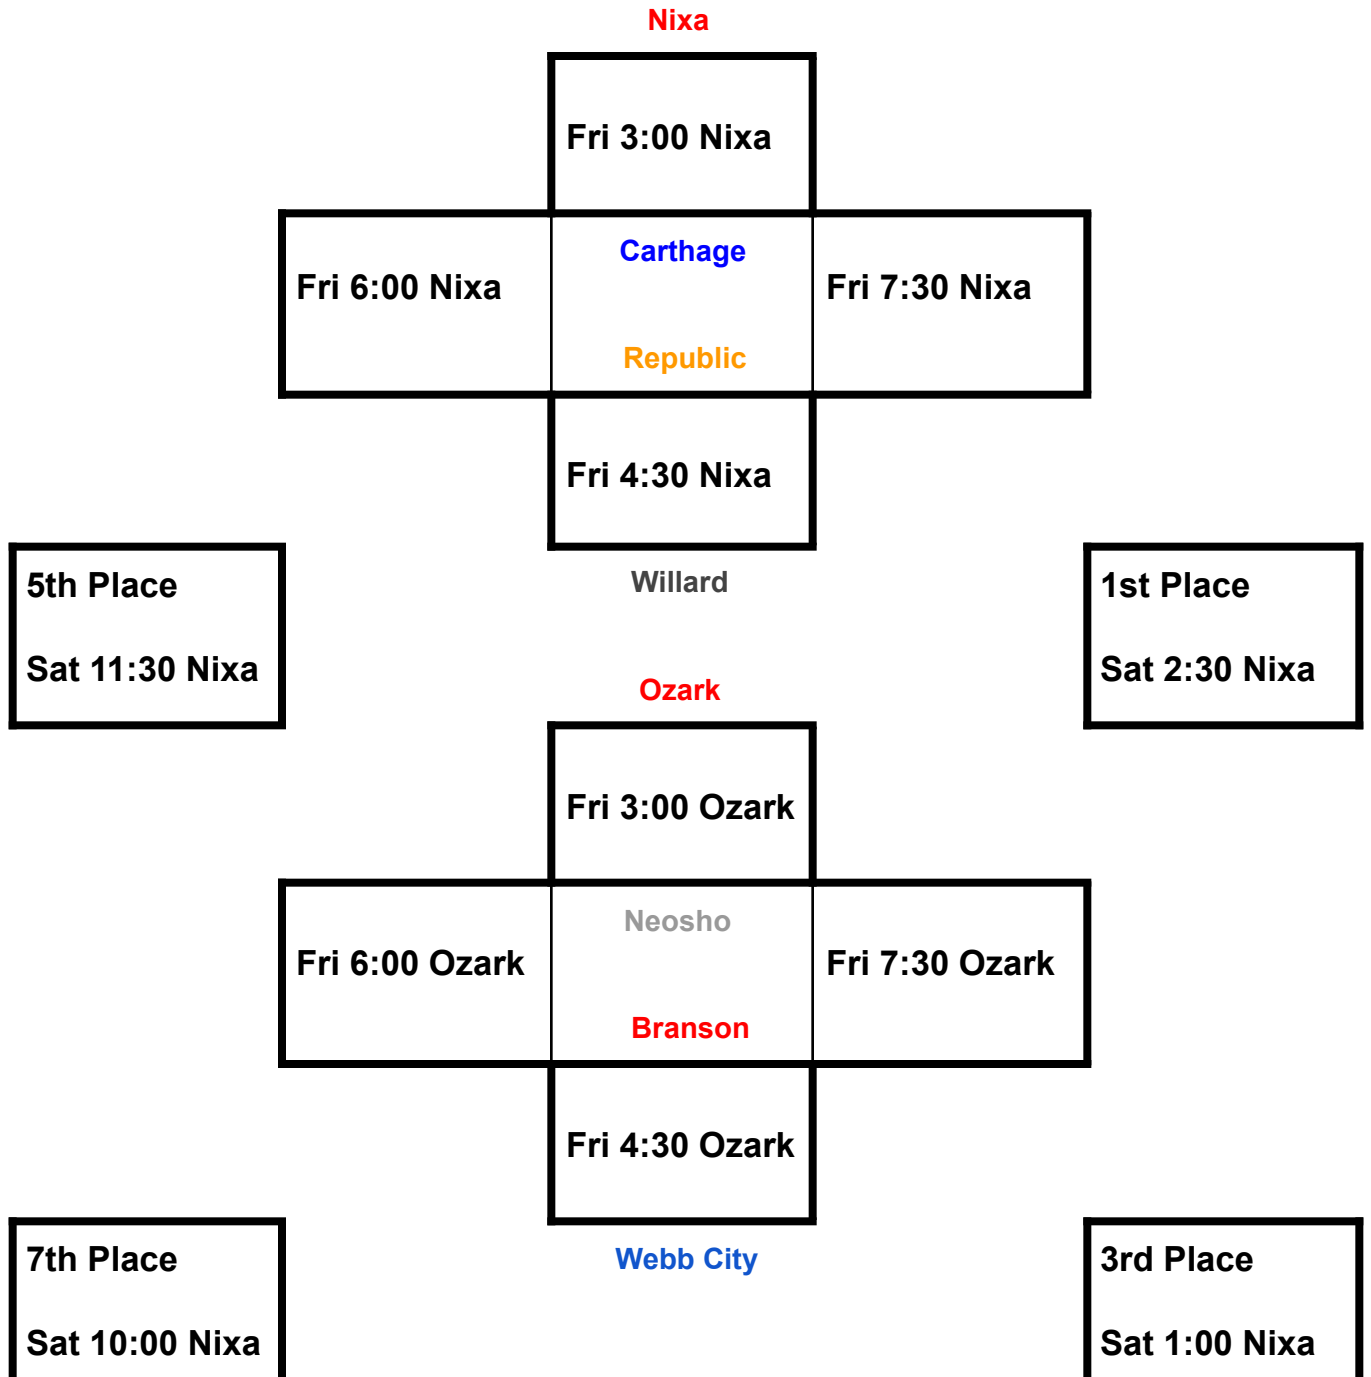 Nixa
Fri 3:00 Nixa
Carthage
Fri 6:00 Nixa
Fri 7:30 Nixa
Republic
Fri 4:30 Nixa
5th Place
Willard
1st Place
Sat 11:30 Nixa
Sat 2:30 Nixa
Ozark
Fri 3:00 Ozark
Neosho
Fri 6:00 Ozark
Fri 7:30 Ozark
Branson
Fri 4:30 Ozark
7th Place
Webb City
3rd Place
Sat 10:00 Nixa
Sat 1:00 Nixa